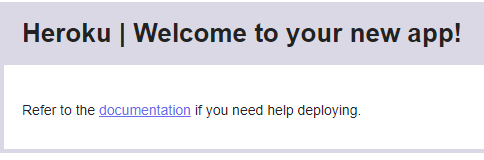 Heroku | Welcome to your new app!
Refer to the documentation if you need help deploying.